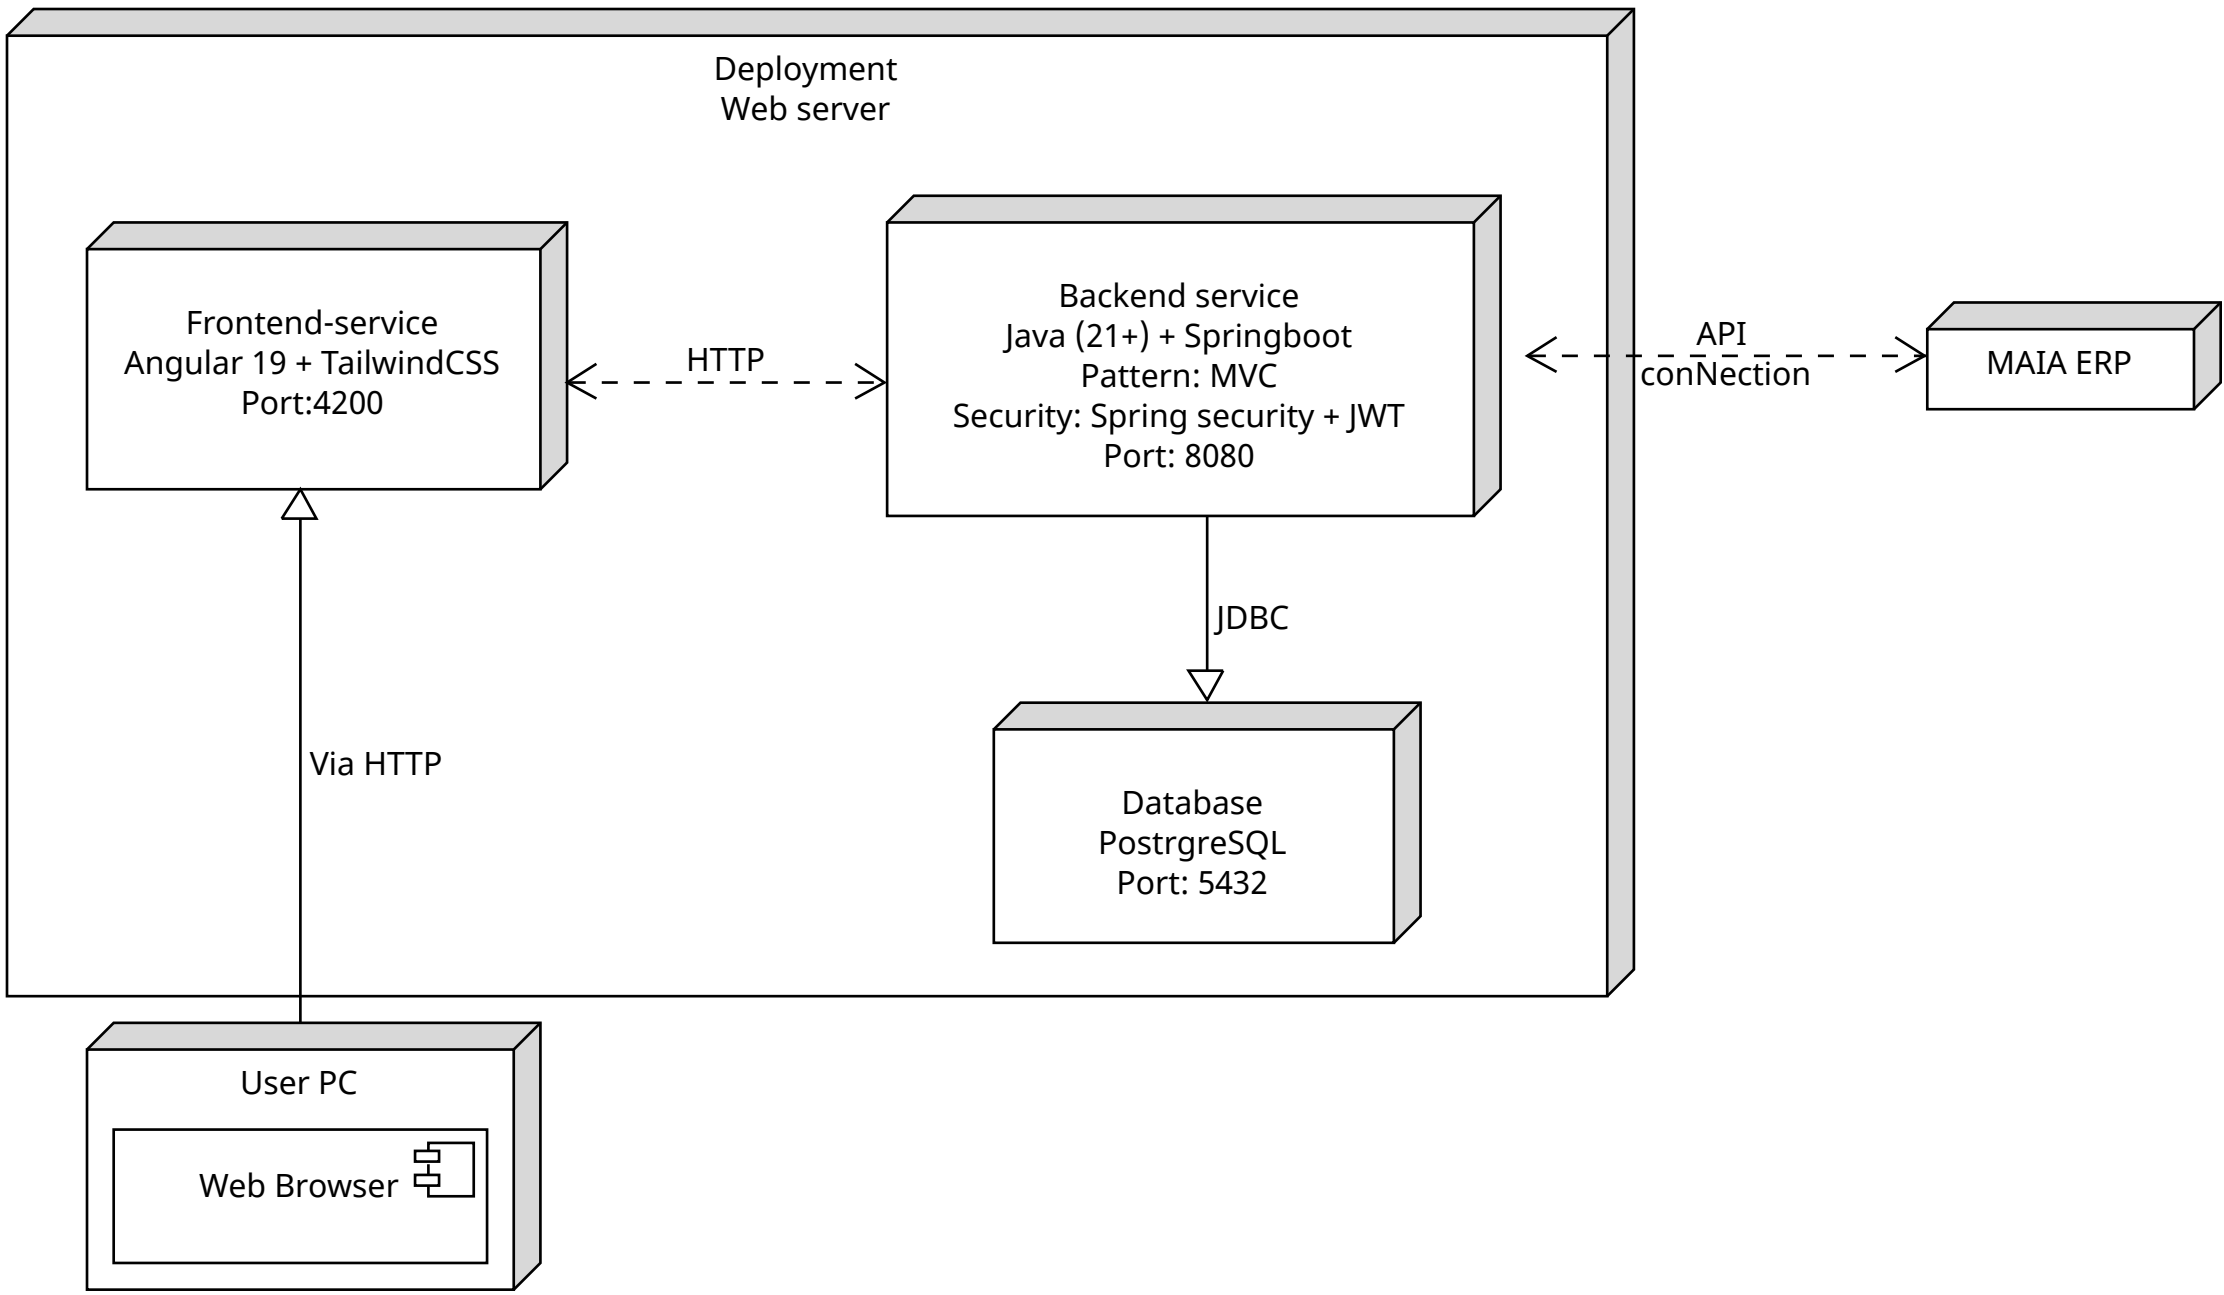 Deployment
Web server
Frontend-service
Angular 19 + TailwindCSS
Port:4200
HTTP
Backend service
Java (21+) + Springboot
Pattern: MVC
Security: Spring security + JWT
Port: 8080
API
conNection
MAIA ERP
JDBC
Via HTTP
Database
PostrgreSQL
Port: 5432
User PC
Web Browser